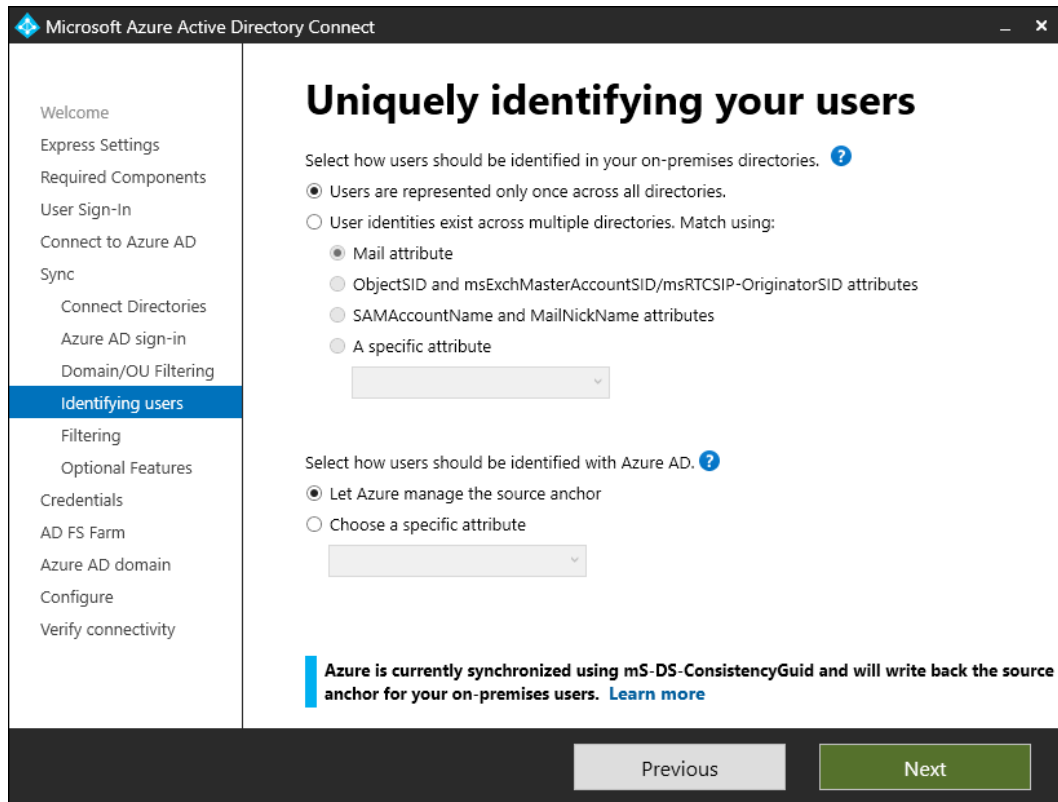 Microsoft Azure Active Directory Connect
Welcome
Express Settings
Required Components
User Sign-In
Connect to Azure AD
Sync
Connect Directories
Azure AD sign-in
Domain/OU Filtering
Identifying users
Filtering
Optional Features
Credentials
AD FS Farm
Azure AD domain
Configure
Verify connectivity
Uniquely identifying your users
Select how users should be identified in your on-premises directories. ?
Users are represented only once across all directories.
User identities exist across multiple directories. Match using:
Mail attribute
ObjectSID and msExchMasterAccountSID/msRTCSIP-OriginatorSID attributes
SAMAccountName and MailNickName attributes
A specific attribute
Select how users should be identified with Azure AD. ?
Let Azure manage the source anchor
Choose a specific attribute
Azure is currently synchronized using mS-DS-ConsistencyGuid and will write back the source
anchor for your on-premises users. Learn more
Previous
Next